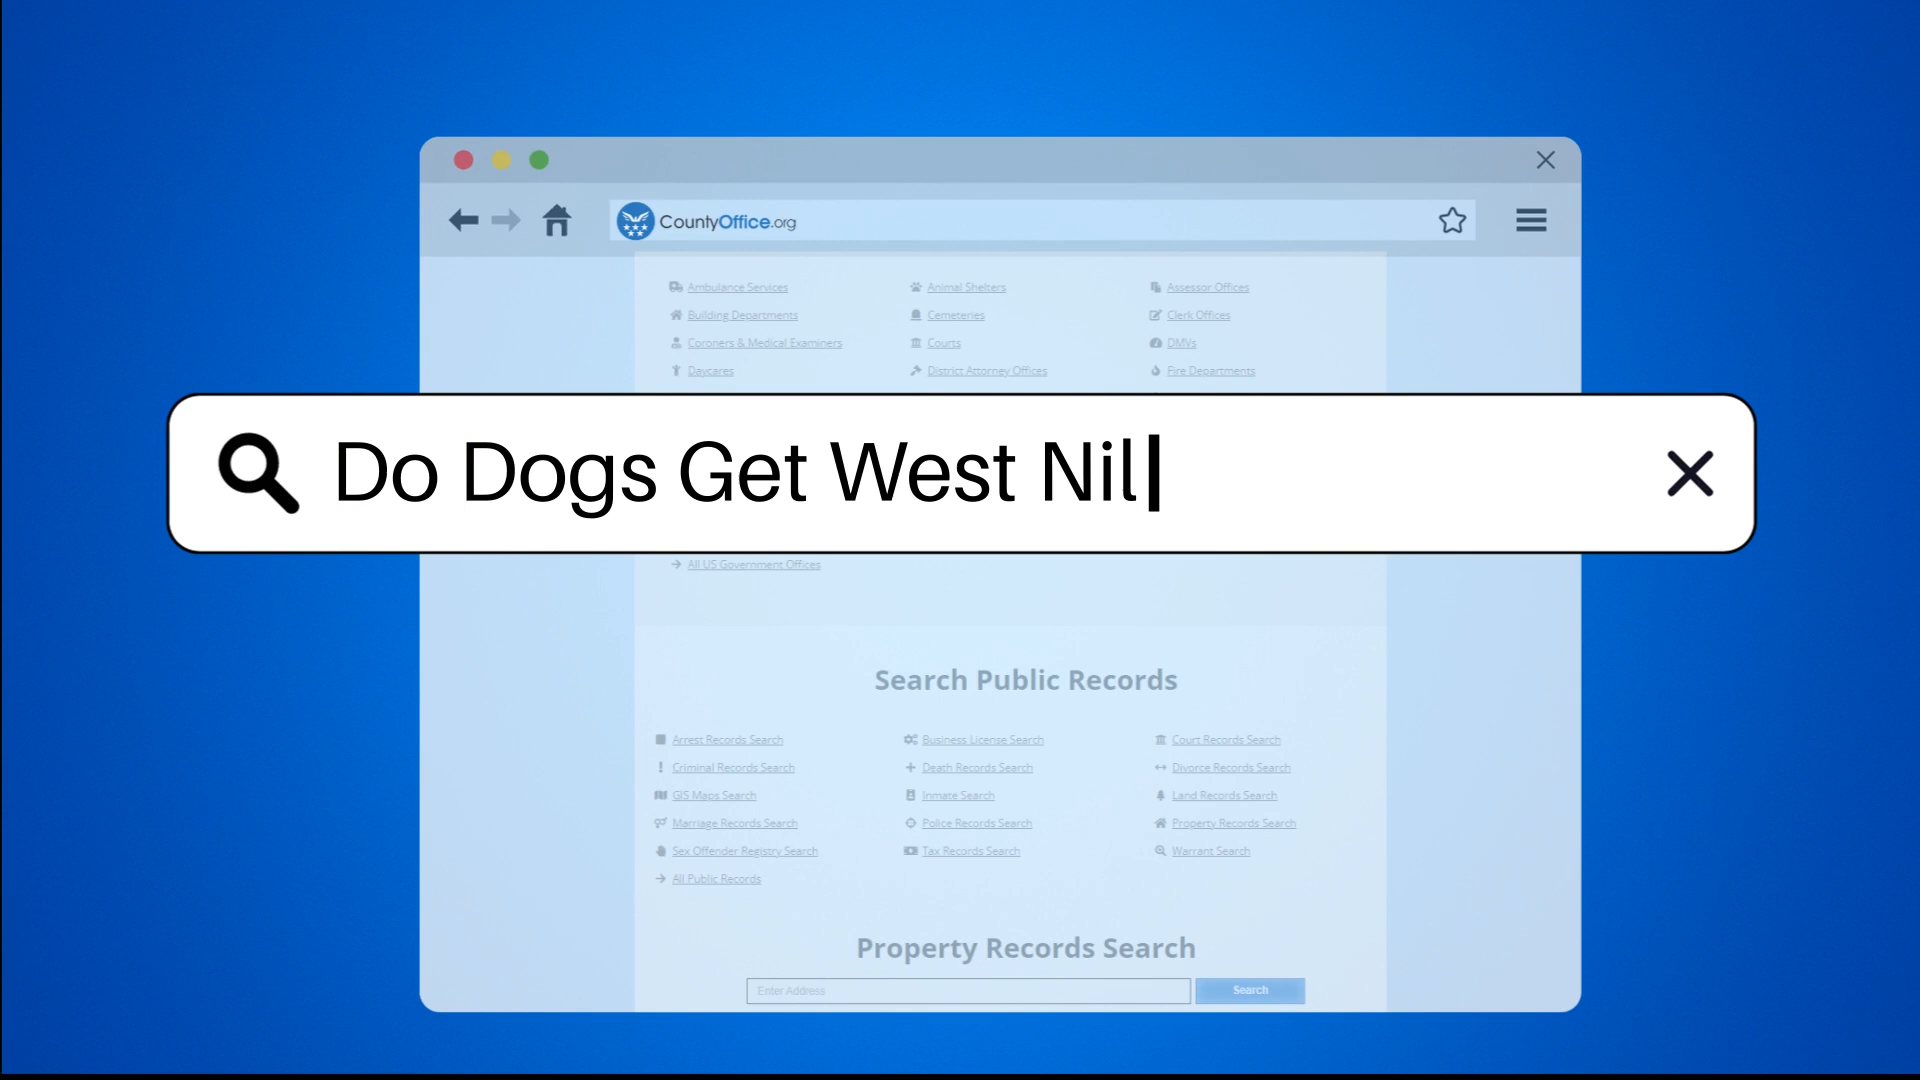 CountyOffice.org
Ambulance Services Animal Shelters Assessor Offices
Building Departments Cemeteries Clerk Offices
Coroners & Medical Examiners Courts DMVs
Daycares District Attorney Offices Fire Departments
Do Dogs Get West Nil
All US Government Offices
Search Public Records
Arrest Records Search Business License Search Court Records Search
Criminal Records Search Death Records Search Divorce Records Search
GIS Maps Search Inmate Search Land Records Search
Marriage Records Search Police Records Search Property Records Search
Sex Offender Registry Search Tax Records Search Warrant Search
All Public Records
Property Records Search
Enter Address Search